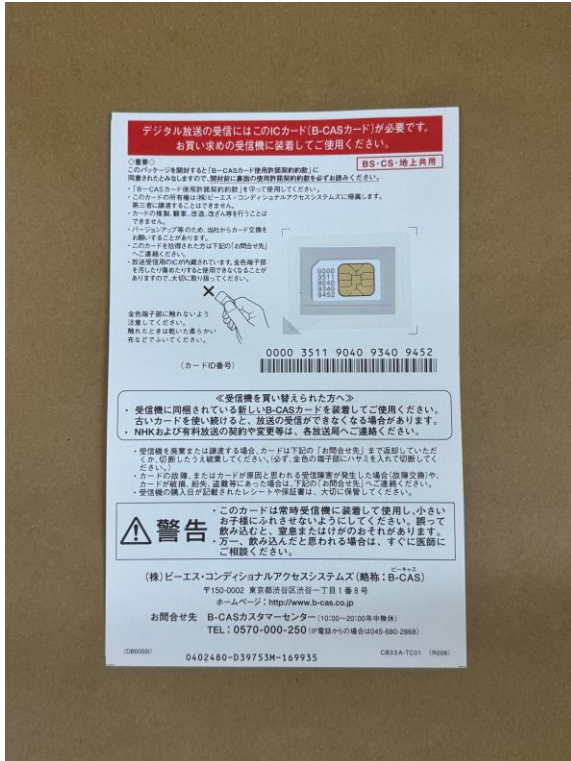 デジタル放送の受信にはこのICカード(B-CASカード)が必要です。
お買い求めの受信機に装着してご使用ください。
BS・CS・地上共用
◇重要◇
このパッケージを開封すると「B-CASカード使用許諾契約約款」に
同意されたとみなしますので、開封前に裏面の使用許諾契約約款を必ずお読みください。
・「B-CASカード使用許諾契約約款」を守って使用してください。
・このカードの所有権は(株)ビーエス・コンディショナルアクセスシステムズに帰属します。
第三者に譲渡することはできません。
・カードの複製、翻案、改造、改ざん等を行うことは
できません。
・バージョンアップ等のため、当社からカード交換を
お願いすることがあります。
・このカードを拾得された方は下記の「お問合せ先」
へご連絡ください。
・放送受信用のICが内蔵されています。金色端子部
を汚したり傷めたりすると使用できなくなることが
ありますので、大切に取り扱ってください。
0000
3511
9040
9340
9452
金色端子部に触れないよう
注意してください。
触れたときは乾いた柔らかい
布などでふいてください。
(カードID番号)
0000 3511 9040 9340 9452
≪受信機を買い替えられた方へ≫
・ 受信機に同梱されている新しいB-CASカードを装着してご使用ください。
古いカードを使い続けると、放送の受信ができなくなる場合があります。
・ NHKおよび有料放送の契約や変更等は、各放送局へご連絡ください。
・ 受信機を廃棄または譲渡する場合、カードは下記の「お問合せ先」まで返却していただ
くか、切断したうえ破棄してください。(必ず、金色の端子部にハサミを入れて切断してく
ださい。)
・ カードの故障、またはカードが原因と思われる受信障害が発生した場合(故障交換)や、
カードが破損、紛失、盗難等にあった場合は、下記の「お問合せ先」へご連絡ください。
・ 受信機の購入日が記載されたレシートや保証書は、大切に保管してください。
警告
・このカードは常時受信機に装着して使用し、小さい
お子様にふれさせないようにしてください。誤って
飲み込むと、窒息またはけがのおそれがあります。
・万一、飲み込んだと思われる場合は、すぐに医師に
ご相談ください。
ビーキャス
(株)ビーエス・コンディショナルアクセスシステムズ(略称:B-CAS)
〒150-0002 東京都渋谷区渋谷一丁目1番8号
ホームページ:http://www.b-cas.co.jp
お問合せ先 B-CASカスタマーセンター(10:00〜20:00年中無休)
TEL:0570-000-250(IP電話からの場合は045-680-2868)
(DB005S)
0402480-D39753M-169935
CB33A-TC01 (R006)